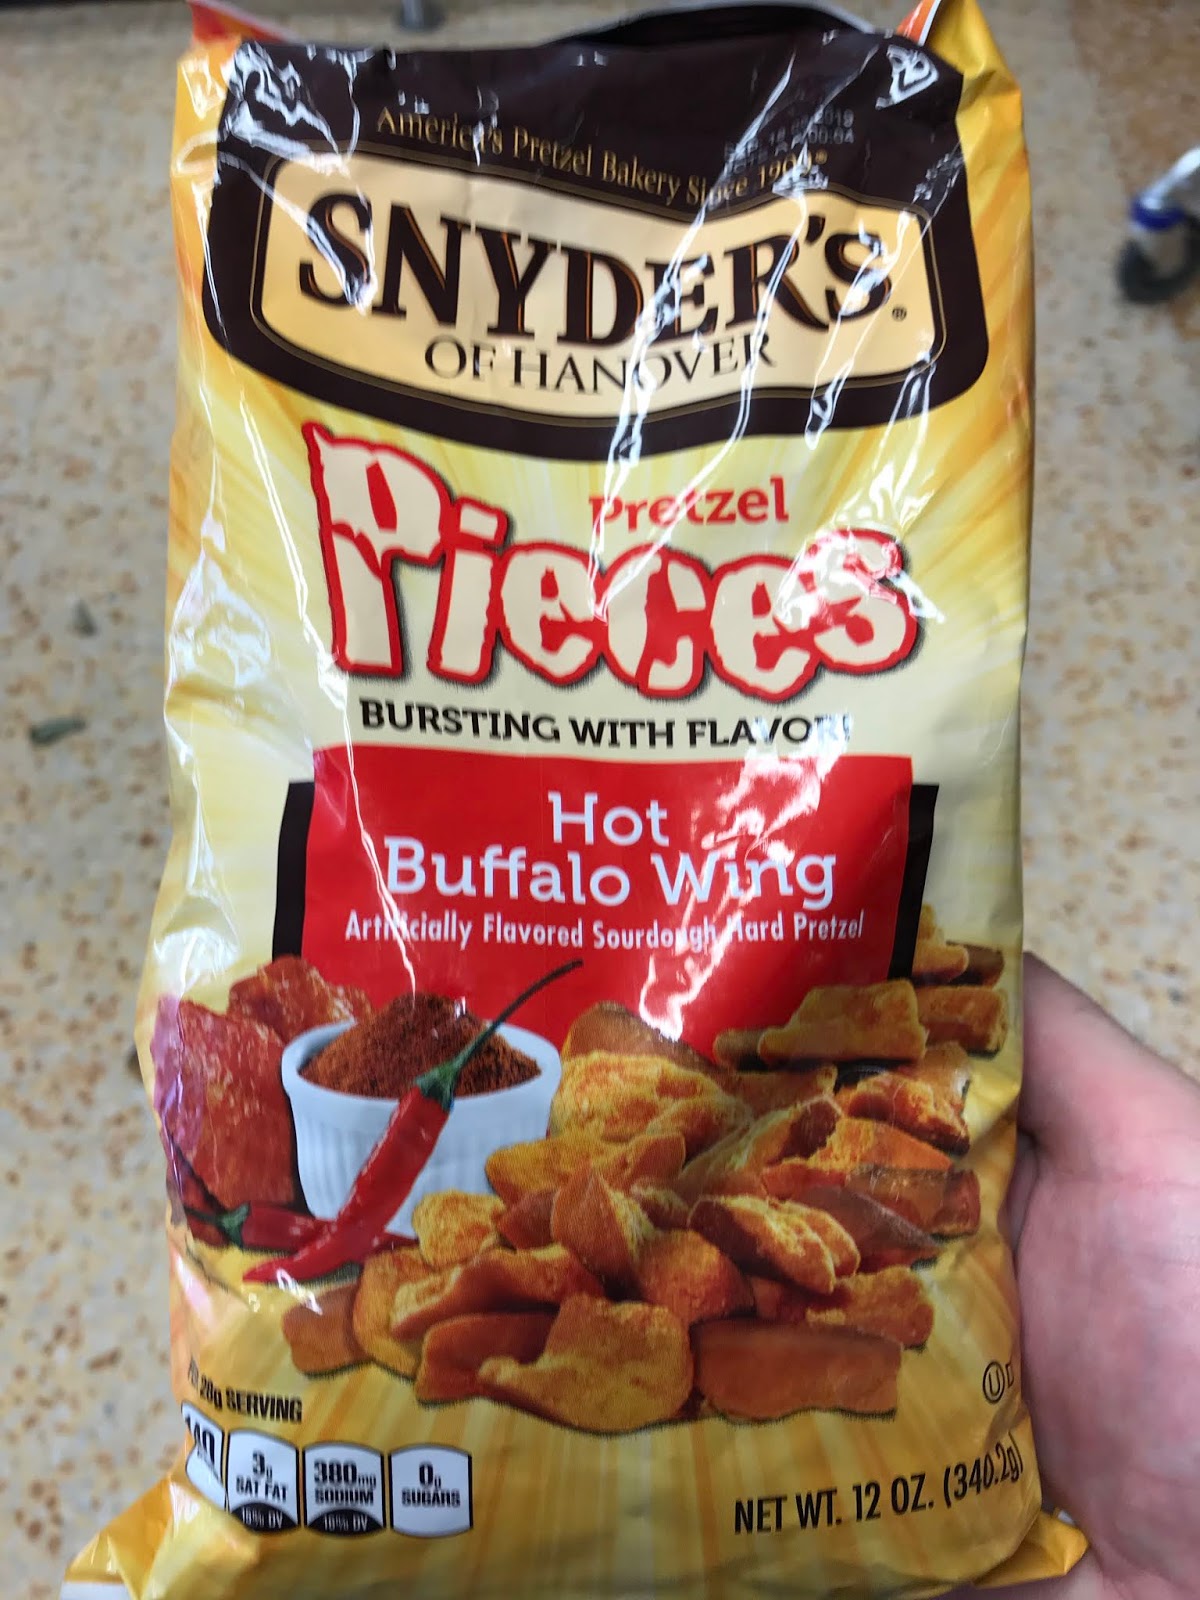 America's Pretzel Bakery Since 1909®
SNYDER'S®
OF HANOVER
Pretzel
Pieces
BURSTING WITH FLAVOR!
Hot
Buffalo Wing
Artificially Flavored Sourdough Hard Pretzel
28g SERVING
140
3g
SAT FAT
380mg
SODIUM
0g
SUGARS
U D
NET WT. 12 OZ. (340.2g)